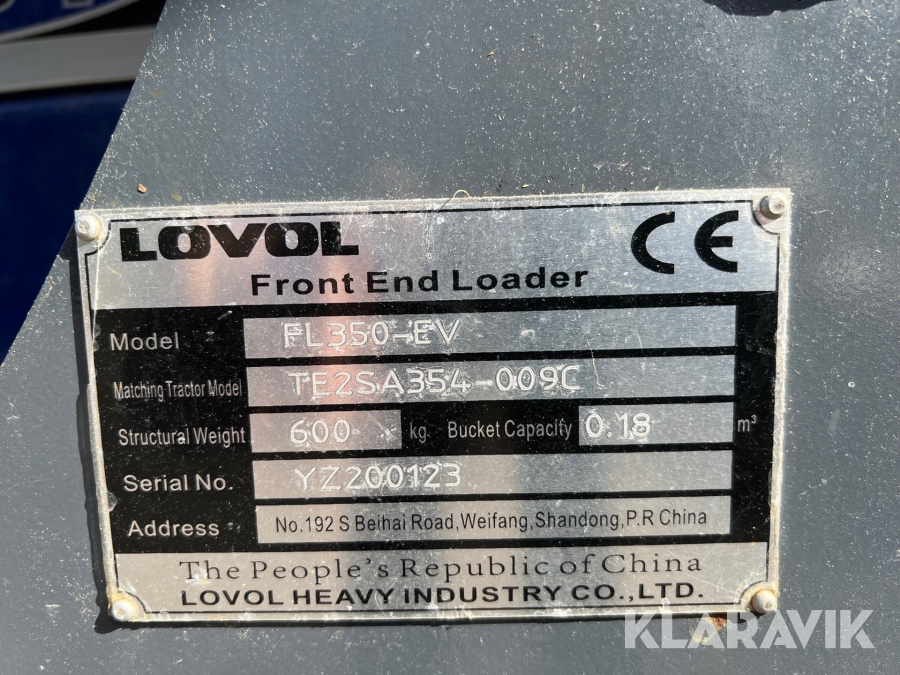 LOVOL CE
Front End Loader
Model FL350-EV
Matching Tractor Model TE2SA354-009C
Structural Weight 600 kg Bucket Capacity 0.18 m³
Serial No. YZ200123
Address No.192 S Beihai Road,Weifang,Shandong,P.R China
The People's Republic of China
LOVOL HEAVY INDUSTRY CO.,LTD.
KLARAVIK